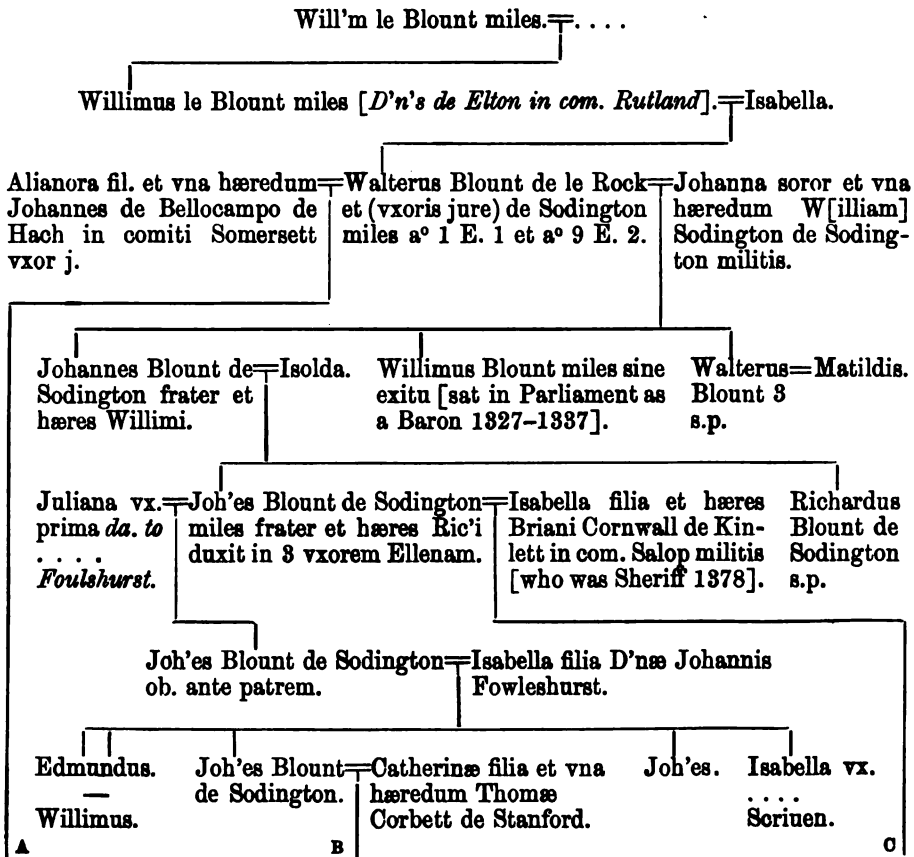 Will'm le Blount miles.=. . . .
Willimus le Blount miles [D'n's de Elton in com. Rutland].=Isabella.
Alianora fil. et vna hæredum=
Johannes de Bellocampo de
Hach in comiti Somersett
vxor j.
Walterus Blount de le Rock=
et (vxoris jure) de Sodington
miles aº 1 E. 1 et aº 9 E. 2.
Johanna soror et vna
hæredum W[illiam]
Sodington de Soding-
ton militis.
Johannes Blount de=Isolda.
Sodington frater et
hæres Willimi.
Willimus Blount miles sine
exitu [sat in Parliament as
a Baron 1327–1337].
Walterus=Matildis.
Blount 3
s.p.
Juliana vx.=
prima da. to
. . . .
Foulshurst.
Joh'es Blount de Sodington=
miles frater et hæres Ric'i
duxit in 3 vxorem Ellenam.
Isabella filia et hæres
Briani Cornwall de Kin-
lett in com. Salop militis
[who was Sheriff 1378].
Richardus
Blount de
Sodington
s.p.
Joh'es Blount de Sodington=
ob. ante patrem.
Isabella filia D'næ Johannis
Fowleshurst.
Edmundus.
—
Willimus.
Joh'es Blount=
de Sodington.
Catherinæ filia et vna
hæredum Thomæ
Corbett de Stanford.
Joh'es.
Isabella vx.
. . . .
Scriuen.
A
B
C